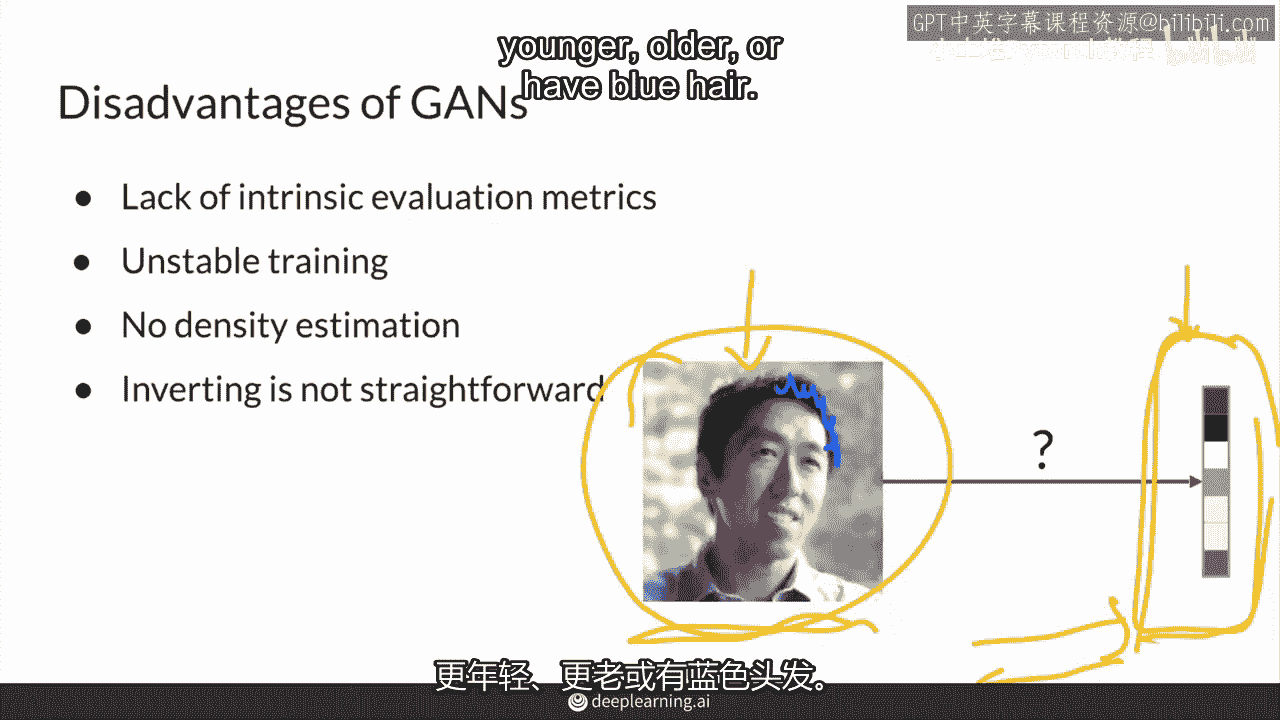 GPT中英字幕课程资源@bilibili.com
younger, older, or
have blue hair.
Disadvantages of GANs
● Lack of intrinsic evaluation metrics
● Unstable training
● No density estimation
● Inverting is not straightforward
?
更年轻、更老或有蓝色头发。
deeplearning.ai